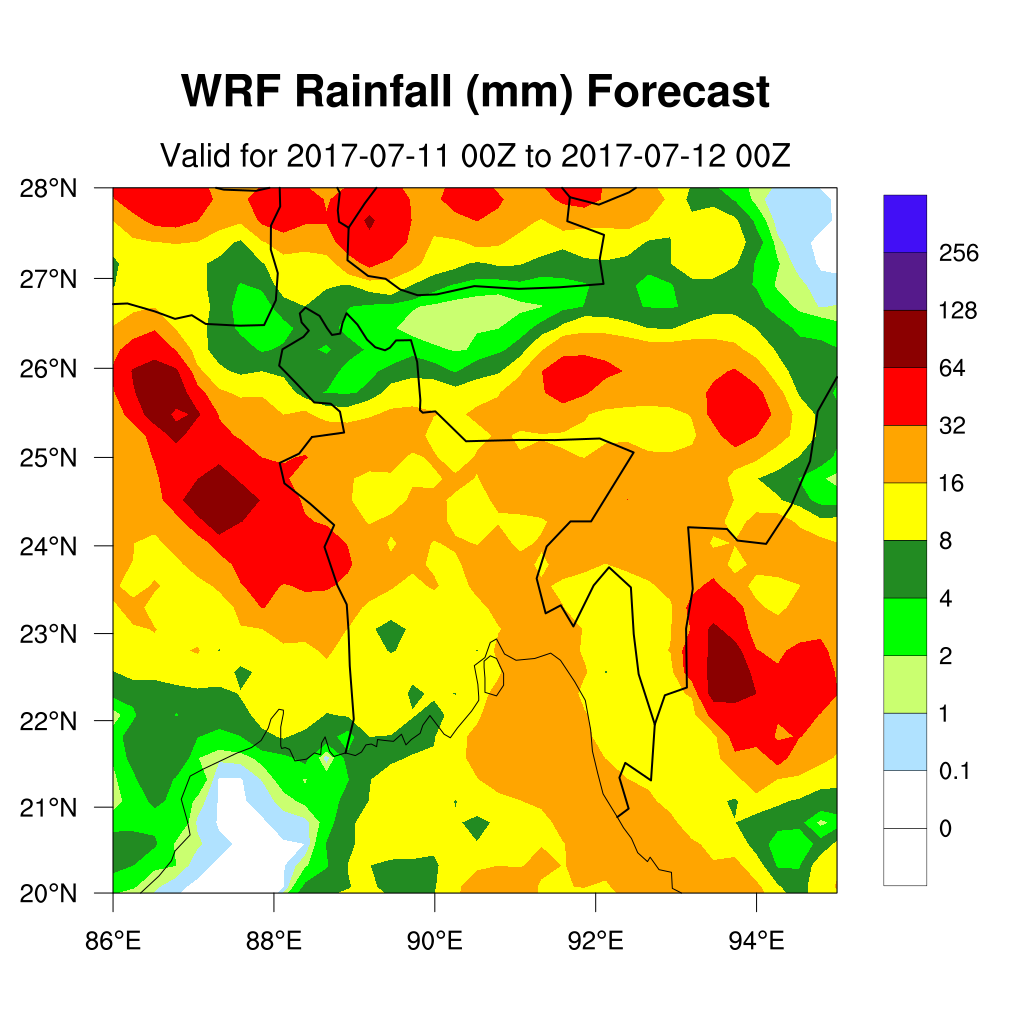 WRF Rainfall (mm) Forecast
Valid for 2017-07-11 00Z to 2017-07-12 00Z
28°N
27°N
26°N
25°N
24°N
23°N
22°N
21°N
20°N
86°E 88°E 90°E 92°E 94°E
256
128
64
32
16
8
4
2
1
0.1
0